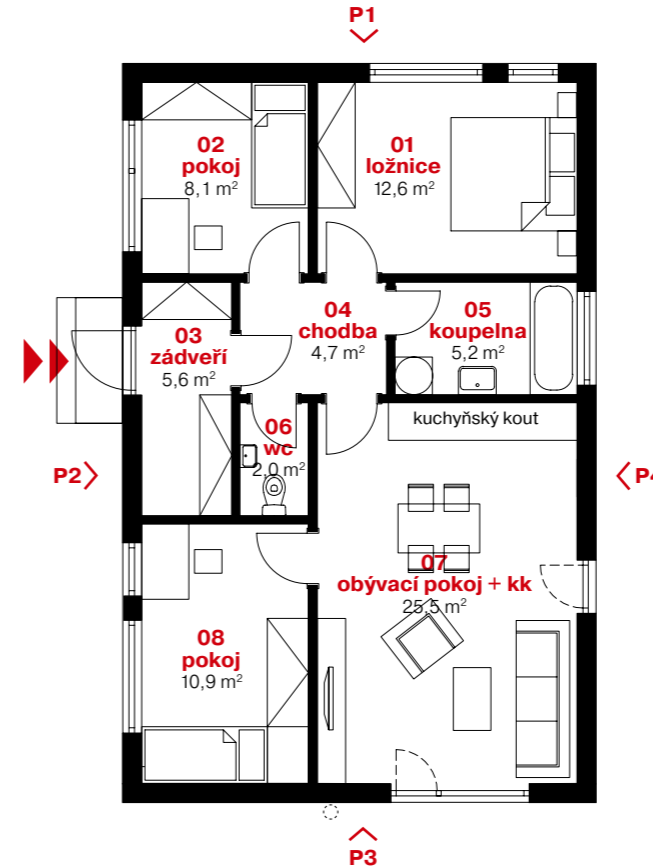 P1
02
pokoj
8,1 m²
01
ložnice
12,6 m²
03
zádveří
5,6 m²
04
chodba
4,7 m²
05
koupelna
5,2 m²
06
wc
2,0 m²
kuchyňský kout
P2
P4
07
obývací pokoj + kk
25,5 m²
08
pokoj
10,9 m²
P3